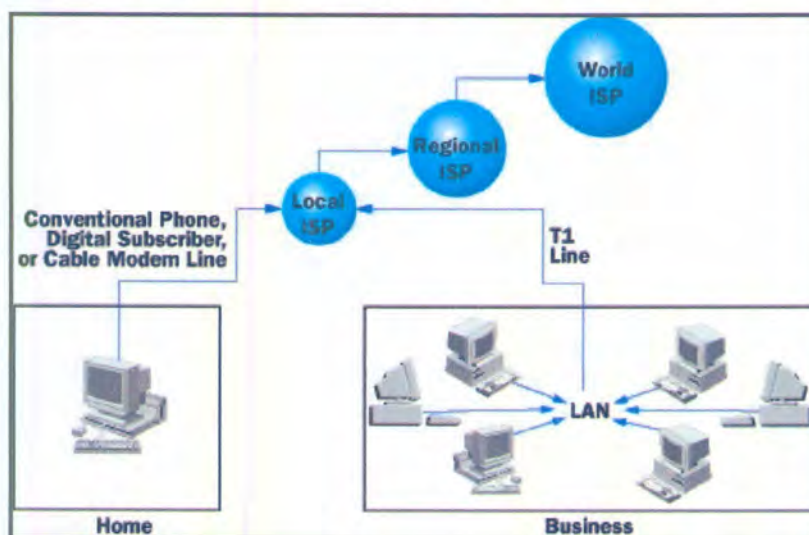 World
ISP
Regional
ISP
Local
ISP
Conventional Phone,
Digital Subscriber,
or Cable Modem Line
T1
Line
LAN
Home
Business